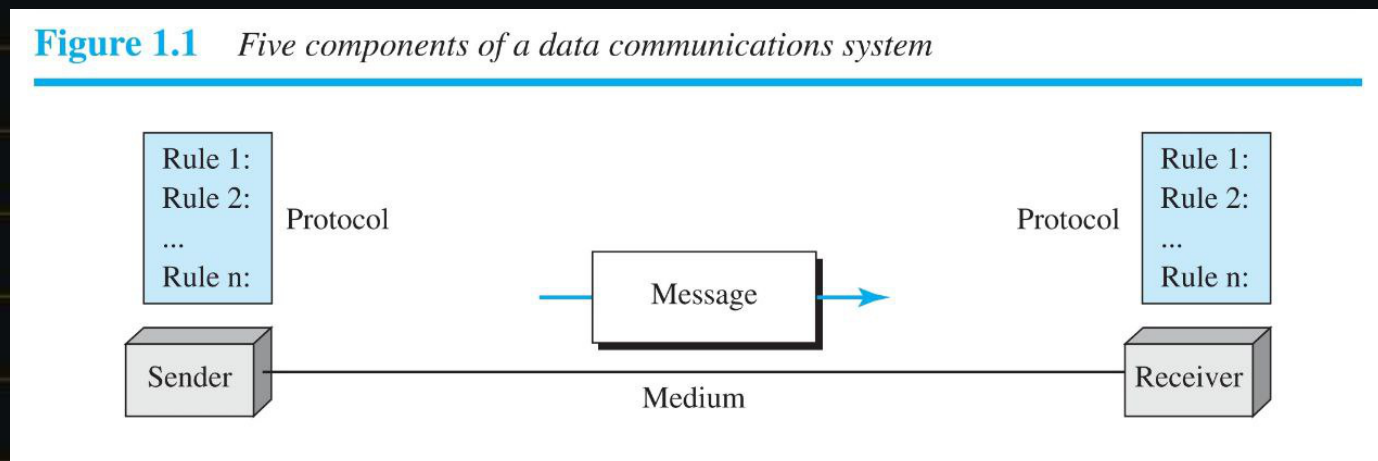 Figure 1.1 Five components of a data communications system
Rule 1:
Rule 2:
...
Rule n:
Protocol
Message
Protocol
Rule 1:
Rule 2:
...
Rule n:
Sender
Medium
Receiver